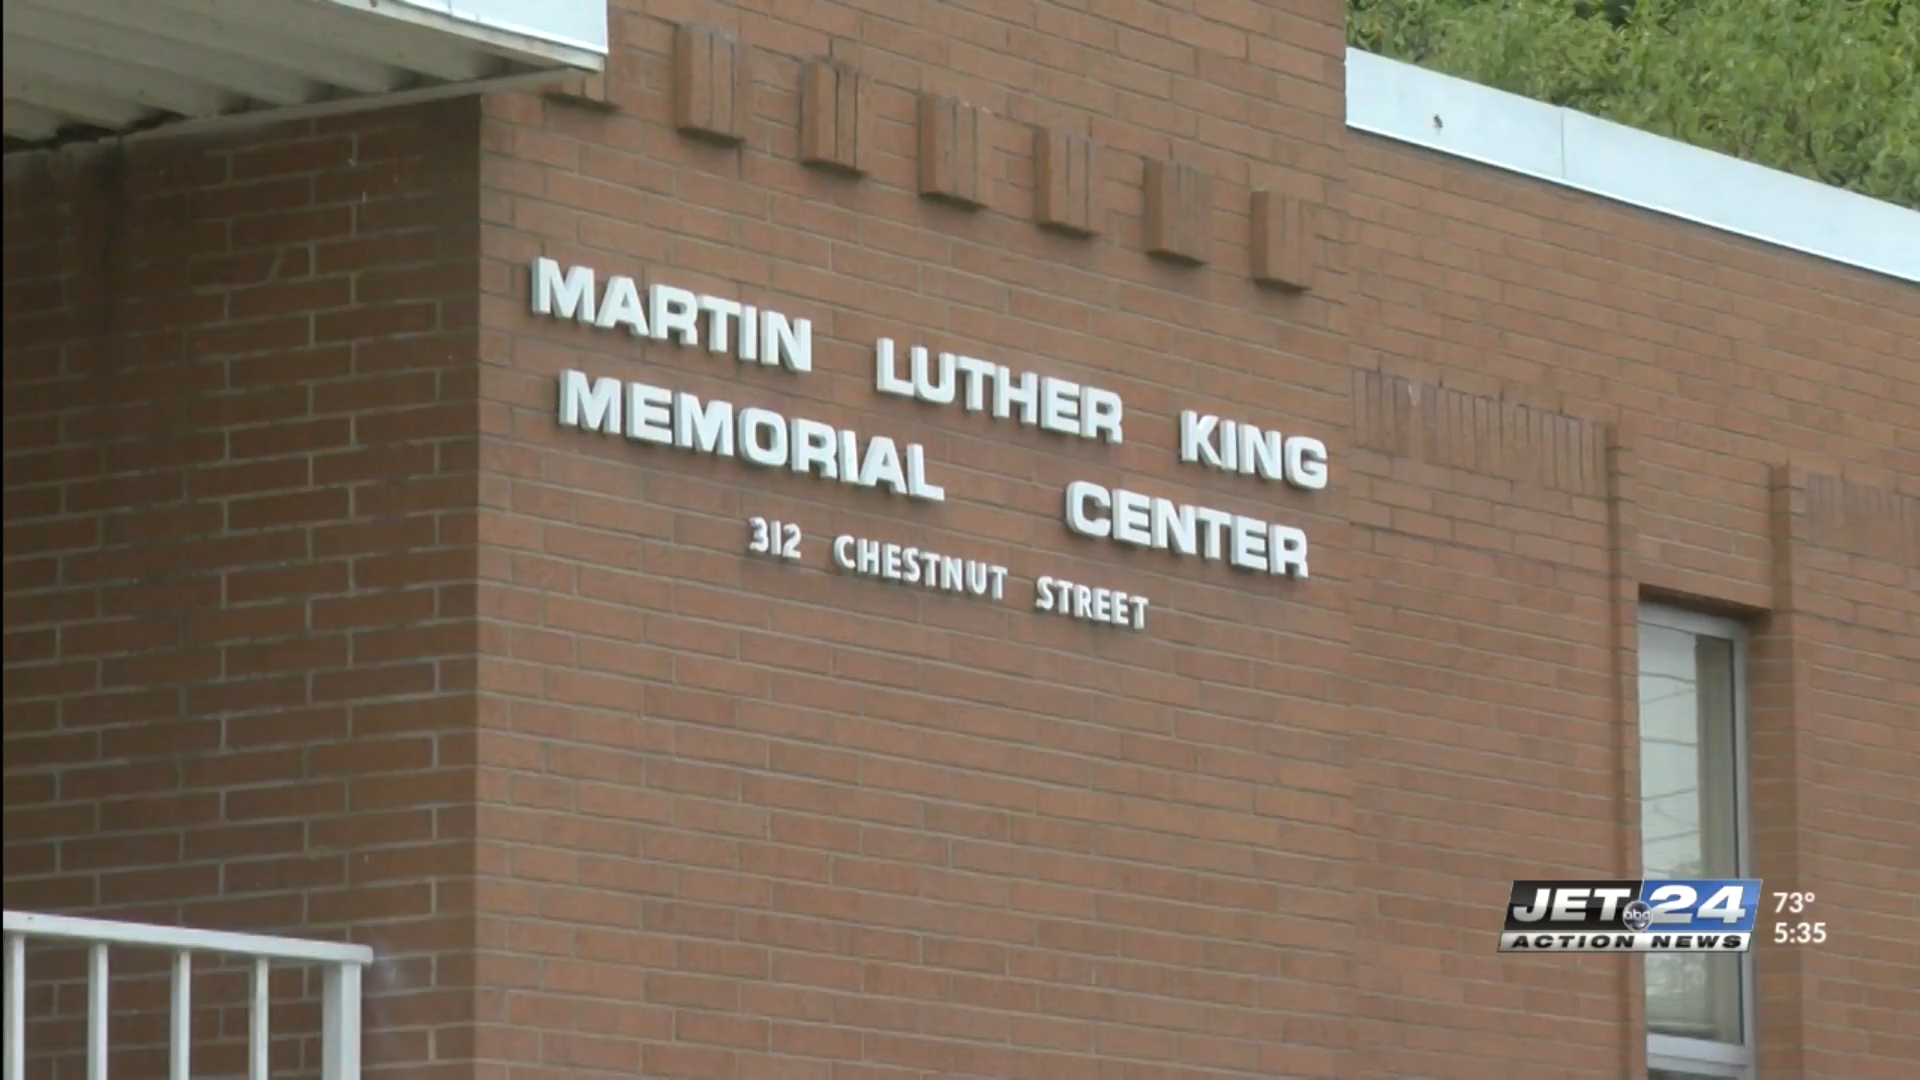 MARTIN LUTHER KING
MEMORIAL CENTER
312 CHESTNUT STREET
JET abc 24
ACTION NEWS
73°
5:35